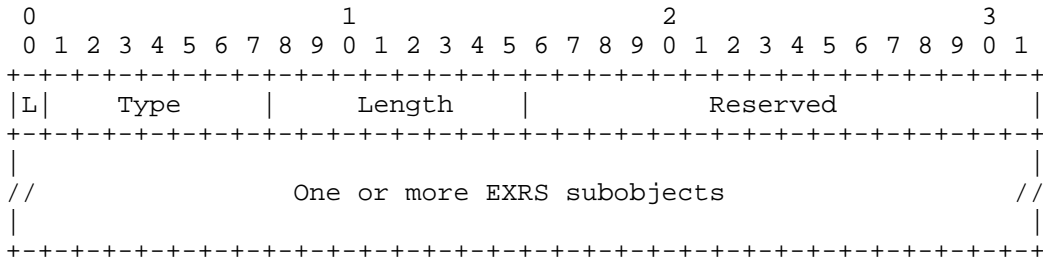 0                   1                   2                   3
 0 1 2 3 4 5 6 7 8 9 0 1 2 3 4 5 6 7 8 9 0 1 2 3 4 5 6 7 8 9 0 1
+-+-+-+-+-+-+-+-+-+-+-+-+-+-+-+-+-+-+-+-+-+-+-+-+-+-+-+-+-+-+-+-+
|L|    Type     |     Length    |           Reserved            |
+-+-+-+-+-+-+-+-+-+-+-+-+-+-+-+-+-+-+-+-+-+-+-+-+-+-+-+-+-+-+-+-+
|                                                               |
//                One or more EXRS subobjects                  //
|                                                               |
+-+-+-+-+-+-+-+-+-+-+-+-+-+-+-+-+-+-+-+-+-+-+-+-+-+-+-+-+-+-+-+-+